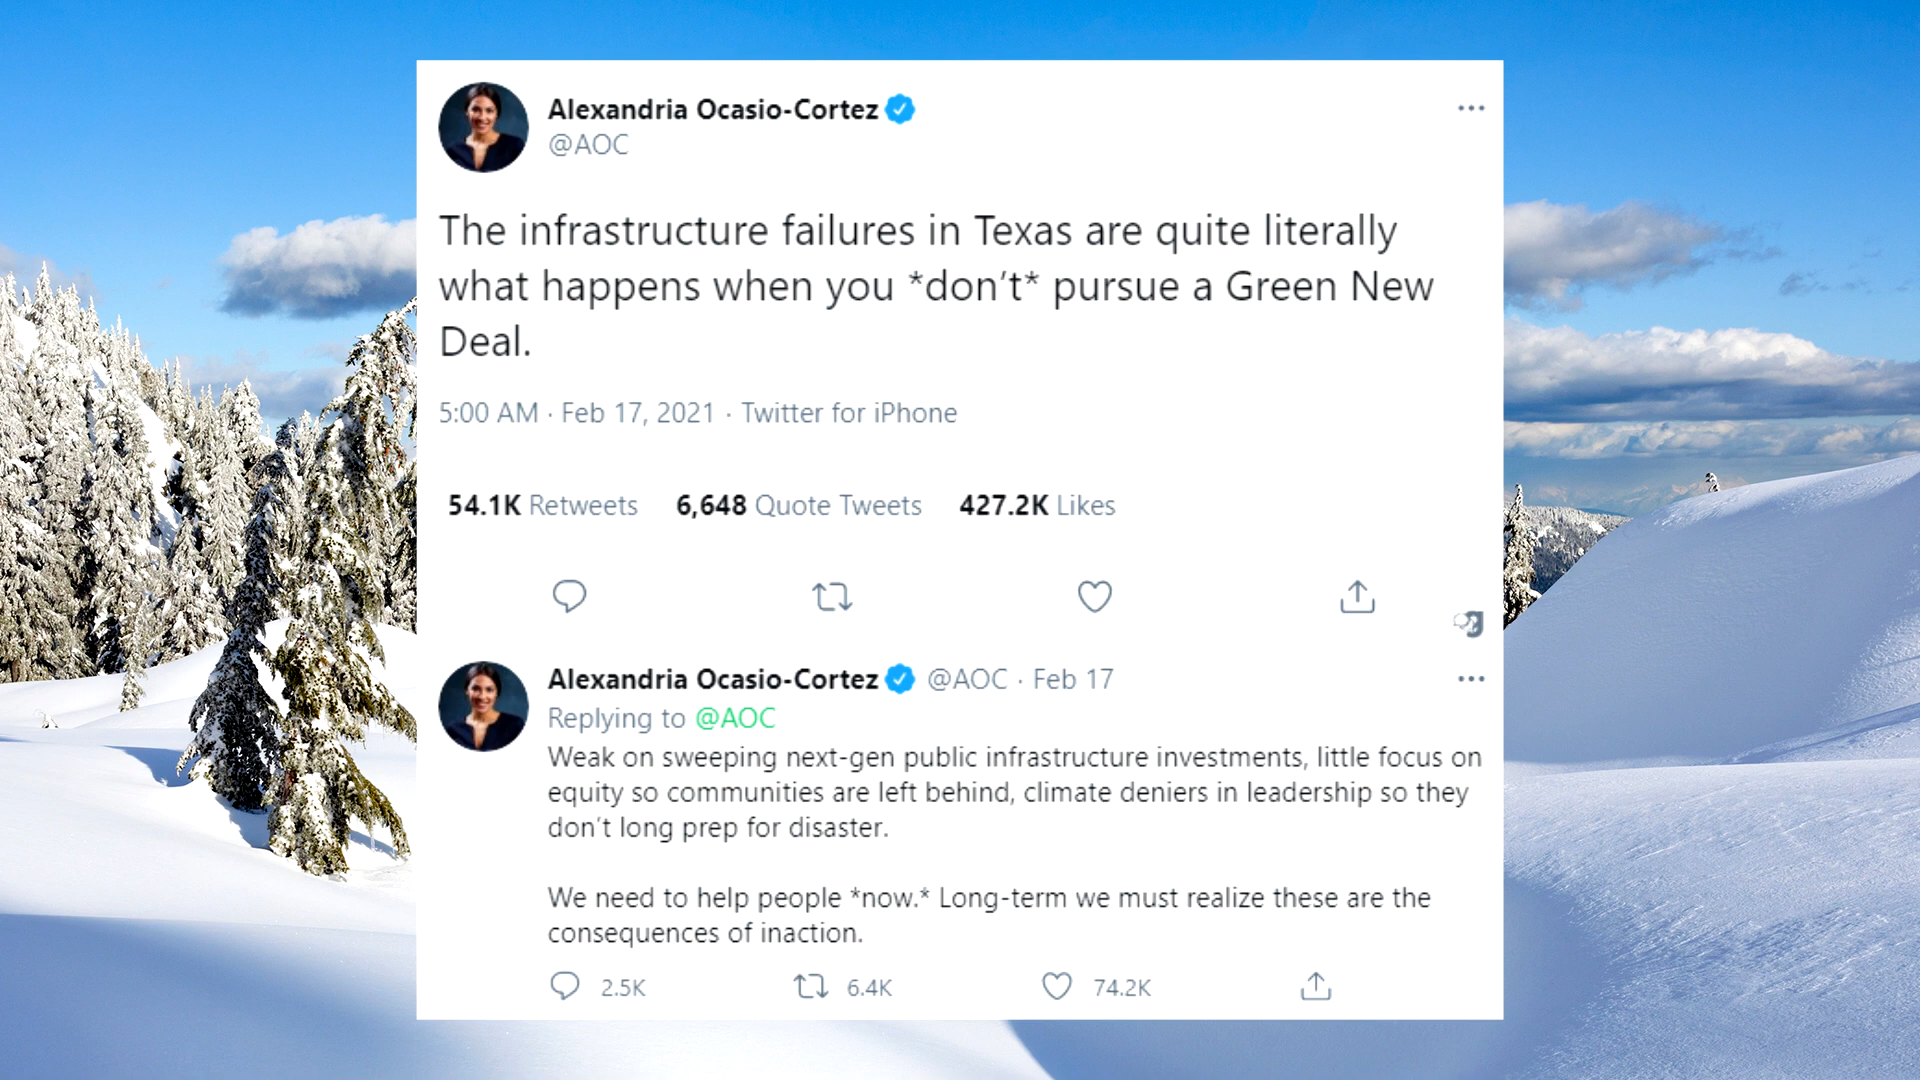 Alexandria Ocasio-Cortez
@AOC
The infrastructure failures in Texas are quite literally
what happens when you *don’t* pursue a Green New
Deal.
5:00 AM · Feb 17, 2021 · Twitter for iPhone
54.1K Retweets 6,648 Quote Tweets 427.2K Likes
Alexandria Ocasio-Cortez @AOC · Feb 17
Replying to @AOC
Weak on sweeping next-gen public infrastructure investments, little focus on
equity so communities are left behind, climate deniers in leadership so they
don’t long prep for disaster.
We need to help people *now.* Long-term we must realize these are the
consequences of inaction.
2.5K 6.4K 74.2K